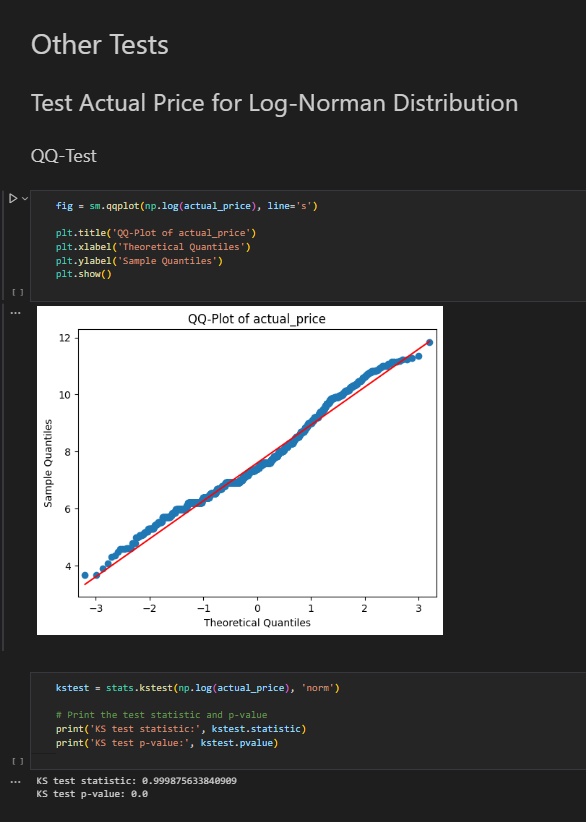 Other Tests
Test Actual Price for Log-Norman Distribution
QQ-Test
fig = sm.qqplot(np.log(actual_price), line='s')
plt.title('QQ-Plot of actual_price')
plt.xlabel('Theoretical Quantiles')
plt.ylabel('Sample Quantiles')
plt.show()
[ ]
...
QQ-Plot of actual_price
12
10
8
6
4
Sample Quantiles
−3 −2 −1 0 1 2 3
Theoretical Quantiles
kstest = stats.kstest(np.log(actual_price), 'norm')
# Print the test statistic and p-value
print('KS test statistic:', kstest.statistic)
print('KS test p-value:', kstest.pvalue)
[ ]
...
KS test statistic: 0.999875633840909
KS test p-value: 0.0